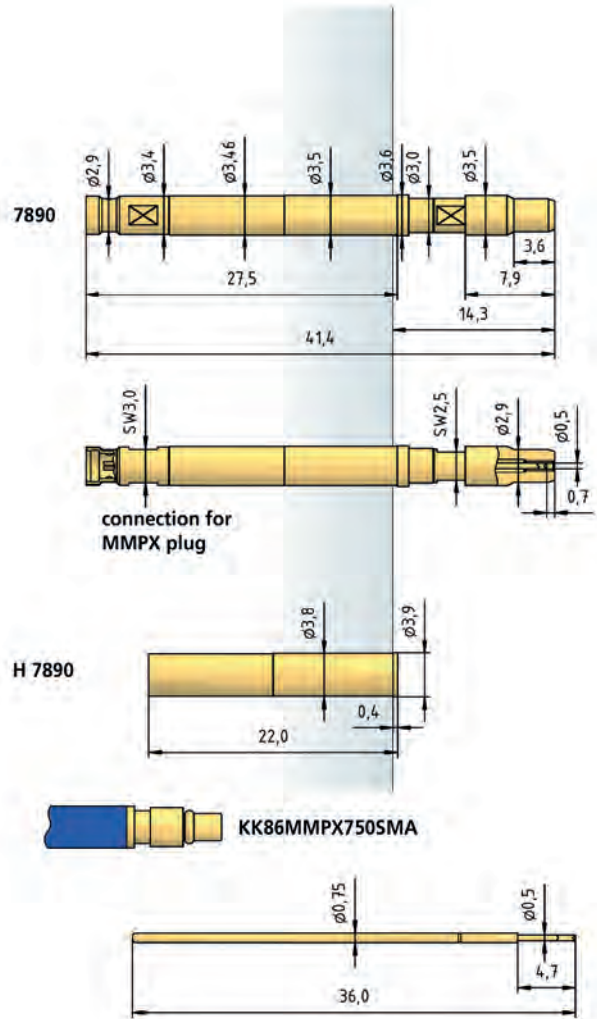 Ø2,9
Ø3,4
Ø3,46
Ø3,5
Ø3,6
Ø3,0
Ø3,5
7890
3,6
27,5
7,9
14,3
41,4
SW3,0
SW2,5
Ø2,9
Ø0,5
0,7
connection for
MMPX plug
Ø3,8
Ø3,9
H 7890
0,4
22,0
KK86MMPX750SMA
Ø0,75
Ø0,5
4,7
36,0